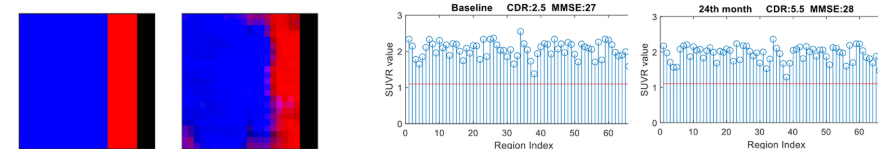 Baseline CDR:2.5 MMSE:27
3
2
1
0
SUVR value
0 10 20 30 40 50 60
Region Index
24th month CDR:5.5 MMSE:28
3
2
1
0
SUVR value
0 10 20 30 40 50 60
Region Index